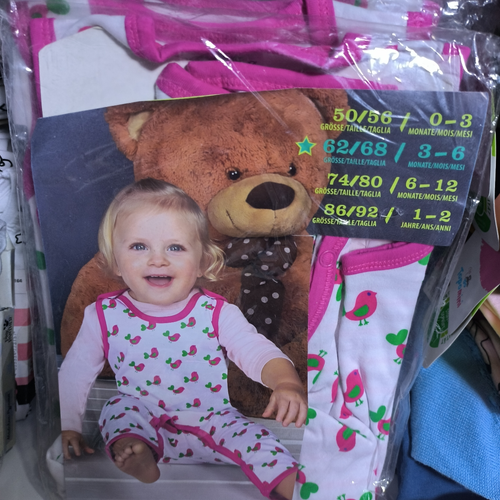 50/56 / 0-3
GRÖSSE/TAILLE/TAGLIA MONATE/MOIS/MESI
62/68 / 3-6
GRÖSSE/TAILLE/TAGLIA MONATE/MOIS/MESI
74/80 / 6-12
GRÖSSE/TAILLE/TAGLIA MONATE/MOIS/MESI
86/92 / 1-2
GRÖSSE/TAILLE/TAGLIA JAHRE/ANS/ANNI